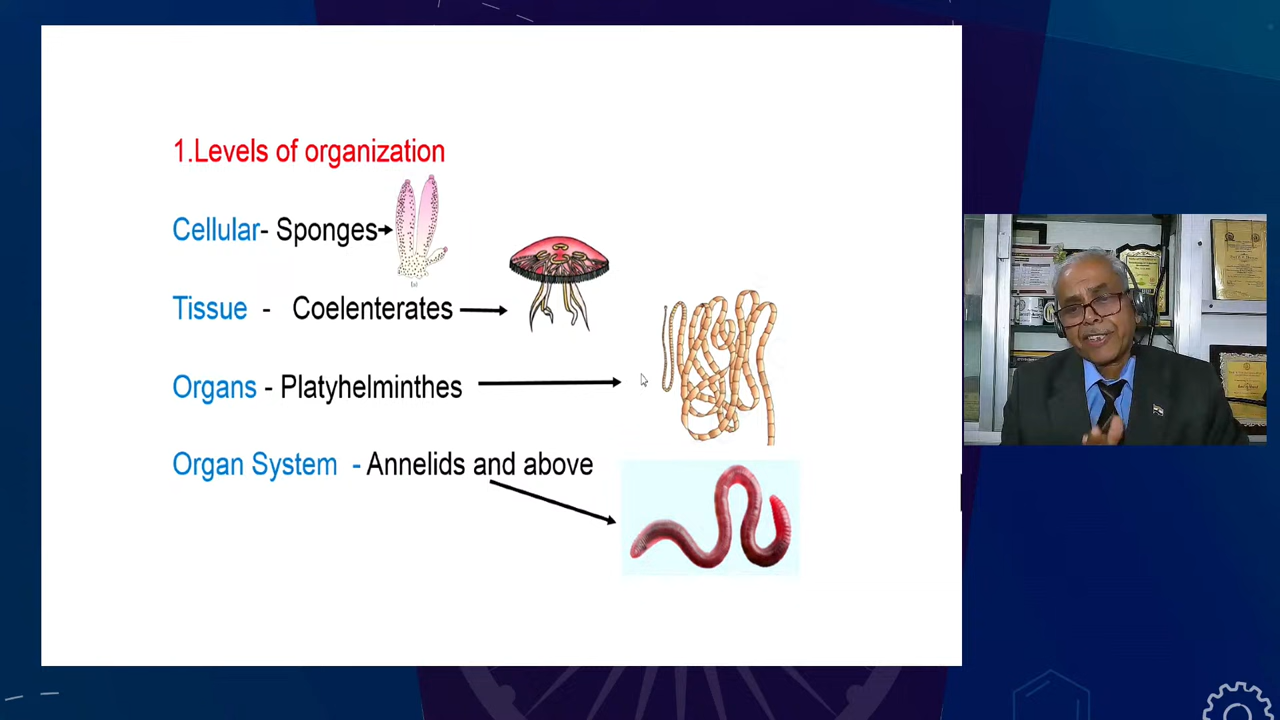 1.Levels of organization
Cellular- Sponges
Tissue - Coelenterates
Organs - Platyhelminthes
Organ System - Annelids and above